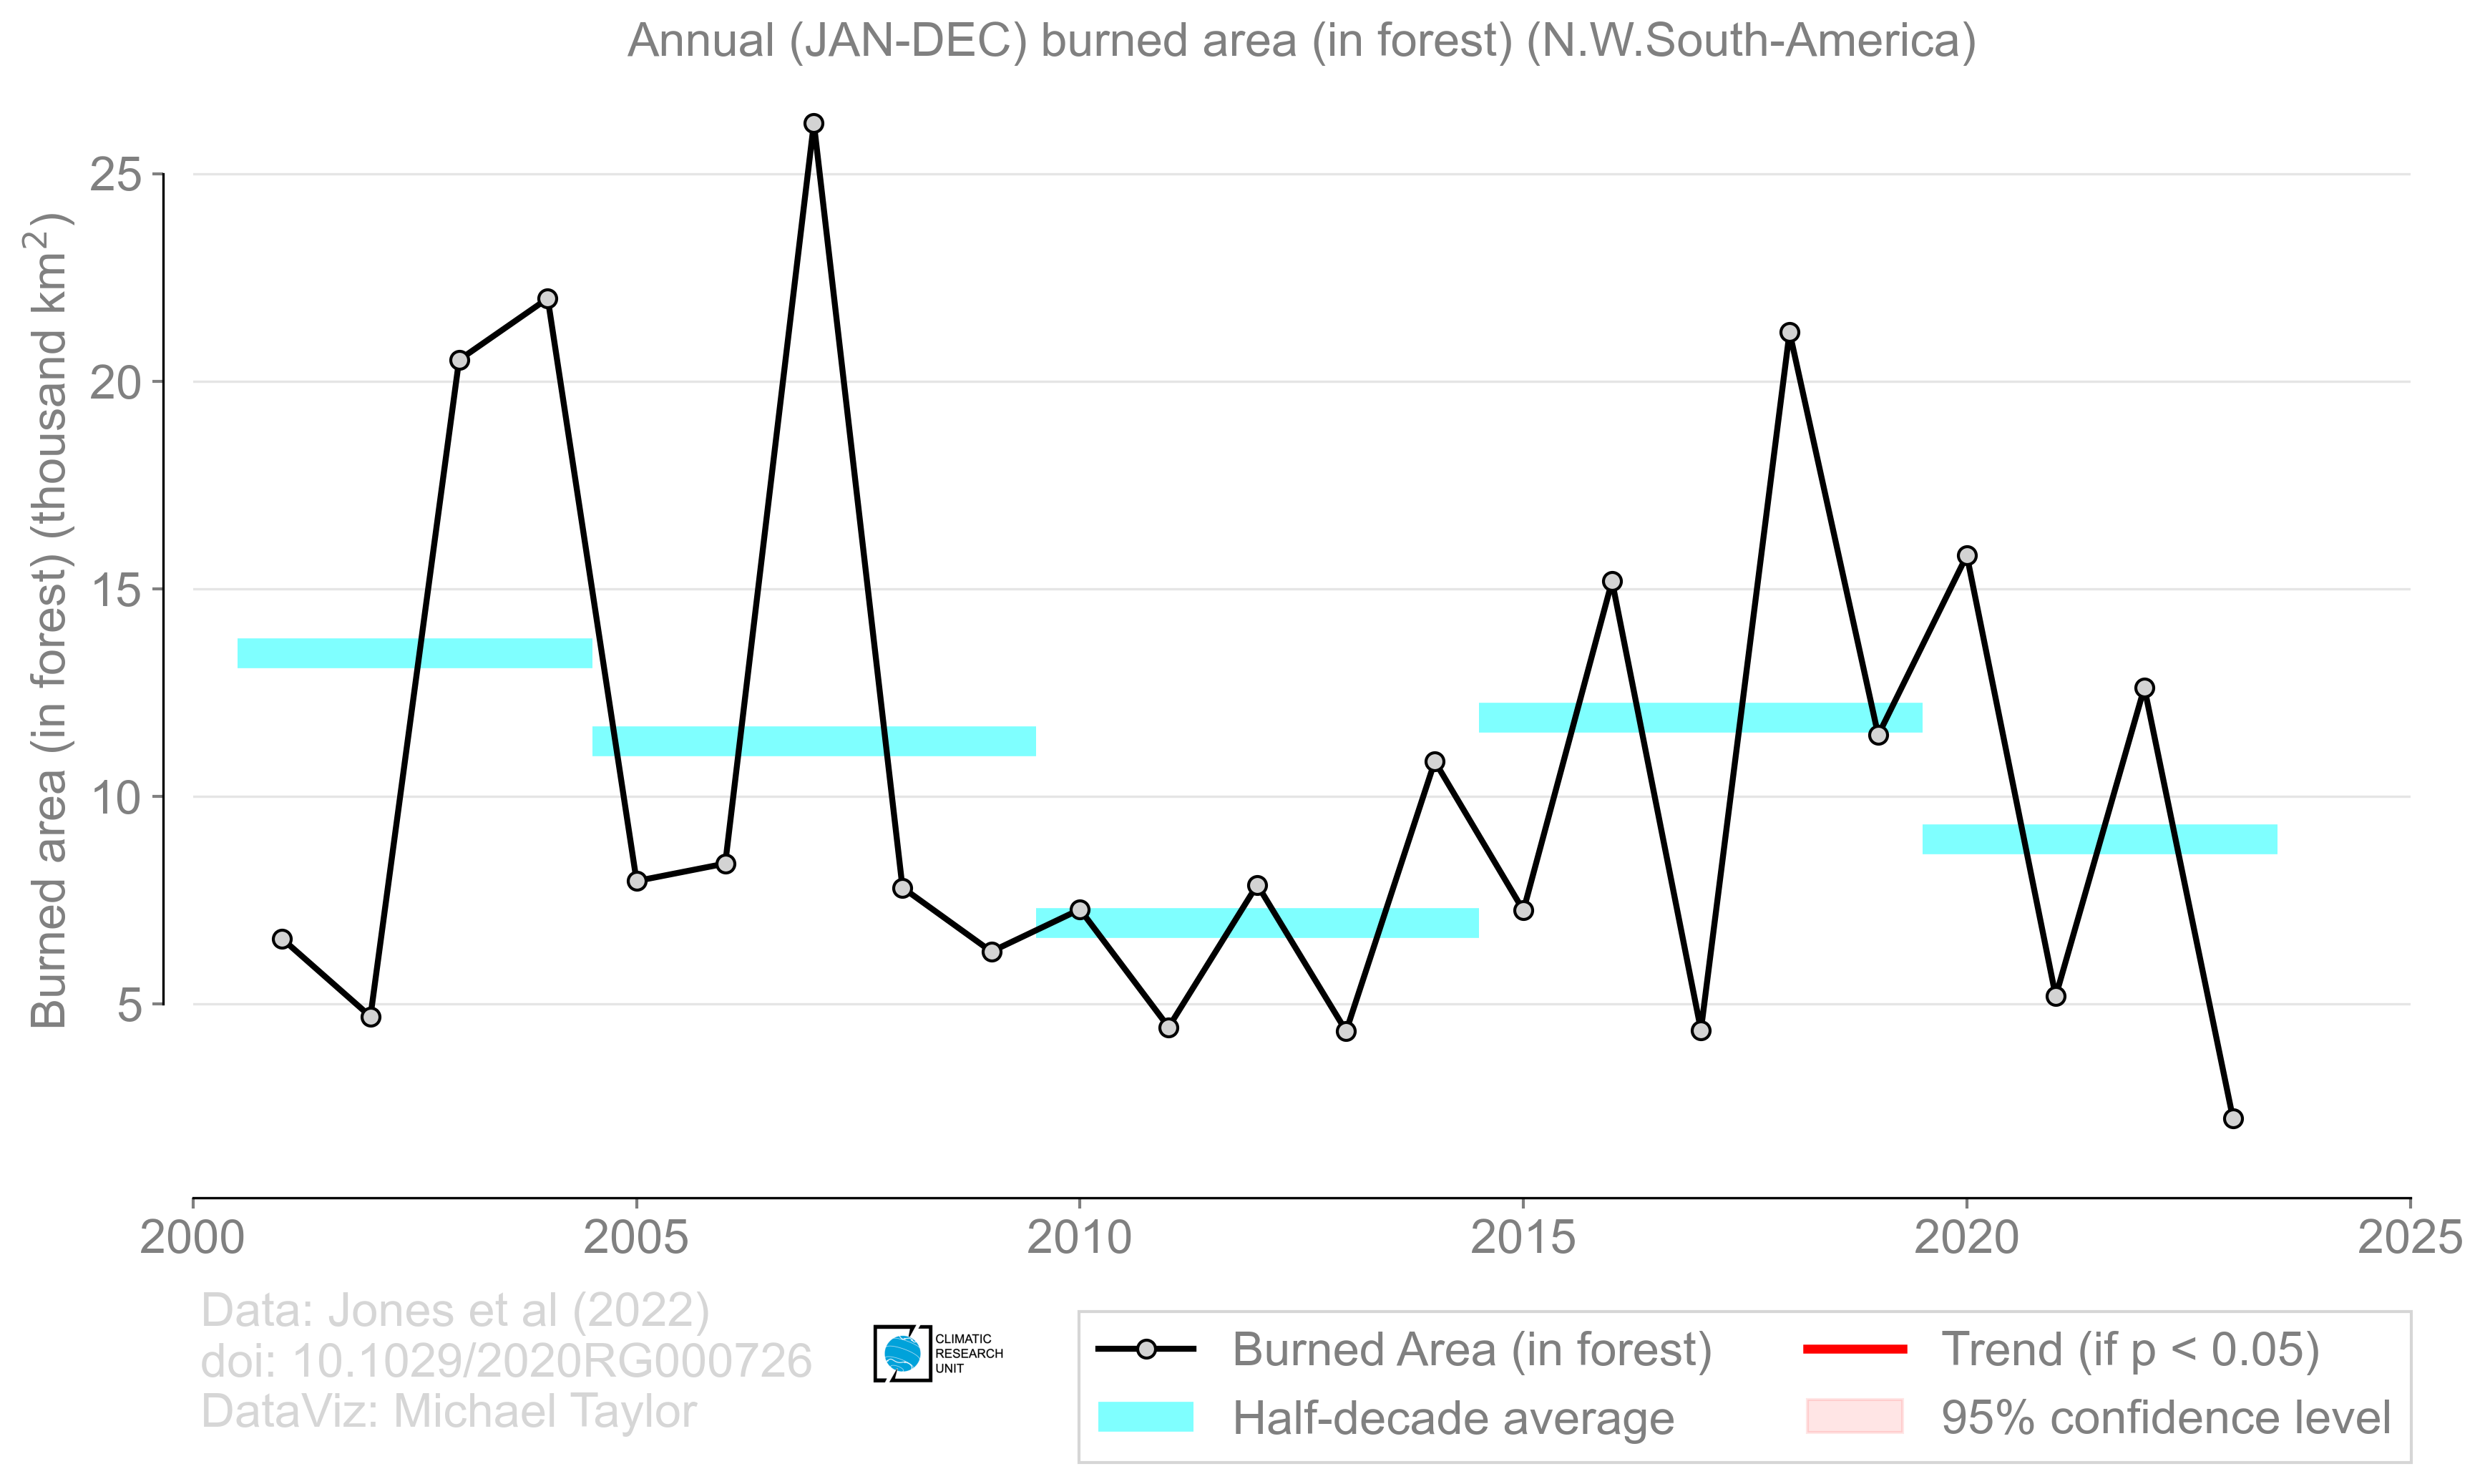 Annual (JAN-DEC) burned area (in forest) (N.W.South-America)
Burned area (in forest) (thousand km²)
25
20
15
10
5
2000
2005
2010
2015
2020
2025
Data: Jones et al (2022)
doi: 10.1029/2020RG000726
DataViz: Michael Taylor
CLIMATIC
RESEARCH
UNIT
Burned Area (in forest)
Half-decade average
Trend (if p < 0.05)
95% confidence level